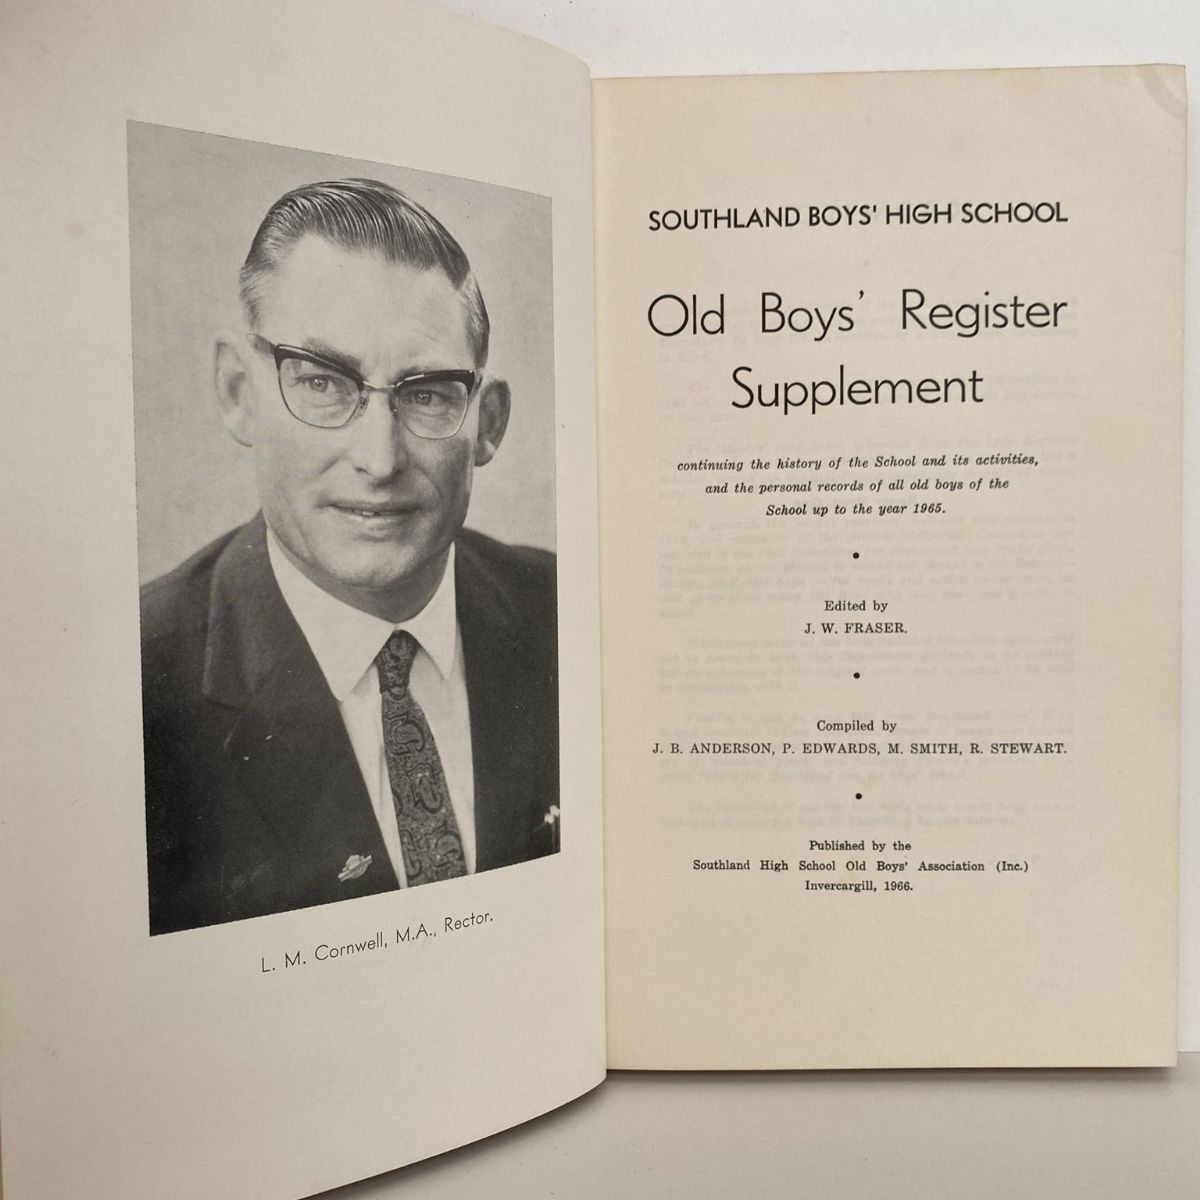 L. M. Cornwell, M.A., Rector.
SOUTHLAND BOYS' HIGH SCHOOL
Old Boys' Register
Supplement
continuing the history of the School and its activities,
and the personal records of all old boys of the
School up to the year 1965.
Edited by
J. W. FRASER.
Compiled by
J. B. ANDERSON, P. EDWARDS, M. SMITH, R. STEWART.
Published by the
Southland High School Old Boys' Association (Inc.)
Invercargill, 1966.